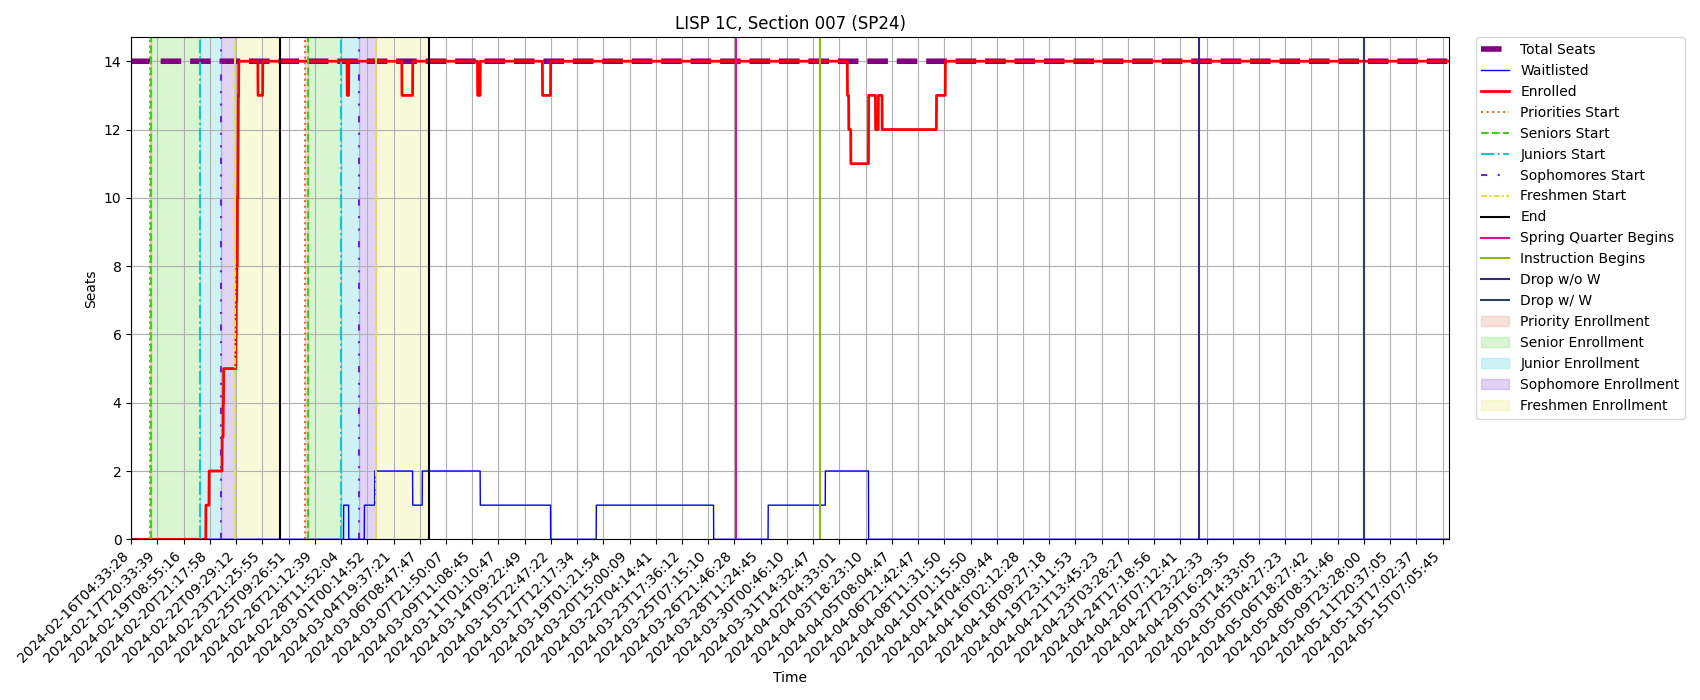 LISP 1C, Section 007 (SP24)
Seats
14
12
10
8
6
4
2
0
2024-02-16T04:33:28
2024-02-17T20:33:39
2024-02-19T08:55:16
2024-02-20T21:17:58
2024-02-22T09:29:12
2024-02-23T21:25:55
2024-02-25T09:26:51
2024-02-26T21:12:39
2024-02-28T11:52:04
2024-03-01T00:14:52
2024-03-04T19:37:21
2024-03-06T08:47:47
2024-03-07T21:50:07
2024-03-09T11:08:45
2024-03-11T01:10:47
2024-03-14T09:22:49
2024-03-15T22:47:22
2024-03-17T12:17:34
2024-03-19T01:21:54
2024-03-20T15:00:09
2024-03-22T04:14:41
2024-03-23T17:36:12
2024-03-25T07:15:10
2024-03-26T21:46:28
2024-03-28T11:24:45
2024-03-30T00:46:10
2024-03-31T14:32:47
2024-04-02T04:33:01
2024-04-03T18:23:10
2024-04-05T08:04:47
2024-04-06T21:42:47
2024-04-08T11:31:50
2024-04-10T01:15:50
2024-04-14T04:09:44
2024-04-16T02:12:28
2024-04-18T09:27:18
2024-04-19T23:11:53
2024-04-21T13:45:23
2024-04-23T03:28:27
2024-04-24T17:18:56
2024-04-26T07:12:41
2024-04-27T23:22:33
2024-04-29T16:29:35
2024-05-03T14:33:05
2024-05-05T04:27:23
2024-05-06T18:27:42
2024-05-08T08:31:46
2024-05-09T23:28:00
2024-05-11T20:37:05
2024-05-13T17:02:37
2024-05-15T07:05:45
Time
Total Seats
Waitlisted
Enrolled
Priorities Start
Seniors Start
Juniors Start
Sophomores Start
Freshmen Start
End
Spring Quarter Begins
Instruction Begins
Drop w/o W
Drop w/ W
Priority Enrollment
Senior Enrollment
Junior Enrollment
Sophomore Enrollment
Freshmen Enrollment